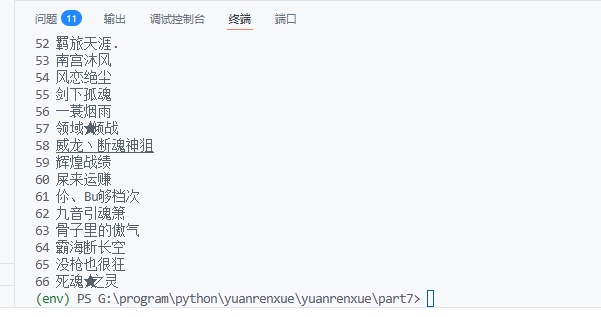 问题 11 输出 调试控制台 终端 端口
52 羁旅天涯.
53 南宫沐风
54 风恋绝尘
55 剑下孤魂
56 一蓑烟雨
57 领域★倾战
58 威龙丶断魂神狙
59 辉煌战绩
60 屎来运赚
61 伱、Bu够档次
62 九音引魂箫
63 骨子里的傲气
64 霸海断长空
65 没枪也很狂
66 死魂★之灵
(env) PS G:\program\python\yuanrenxue\yuanrenxue\part7>